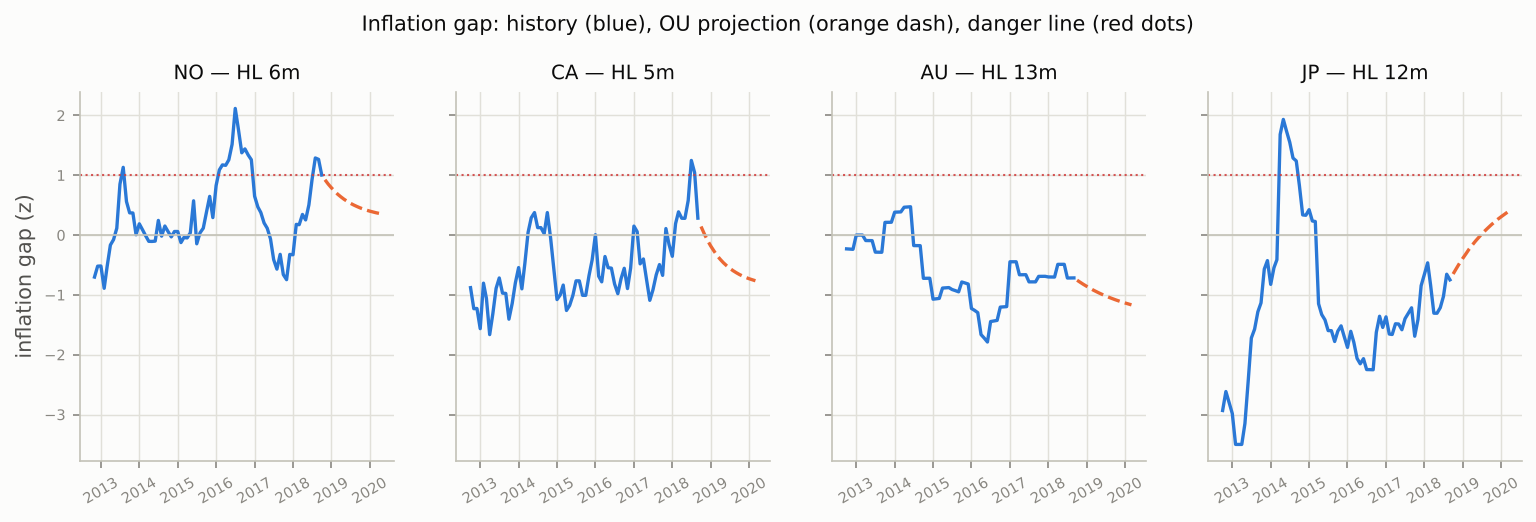 Inflation gap: history (blue), OU projection (orange dash), danger line (red dots)
NO — HL 6m
CA — HL 5m
AU — HL 13m
JP — HL 12m
inflation gap (z)
2
1
0
−1
−2
−3
2013 2014 2015 2016 2017 2018 2019 2020
2013 2014 2015 2016 2017 2018 2019 2020
2013 2014 2015 2016 2017 2018 2019 2020
2013 2014 2015 2016 2017 2018 2019 2020